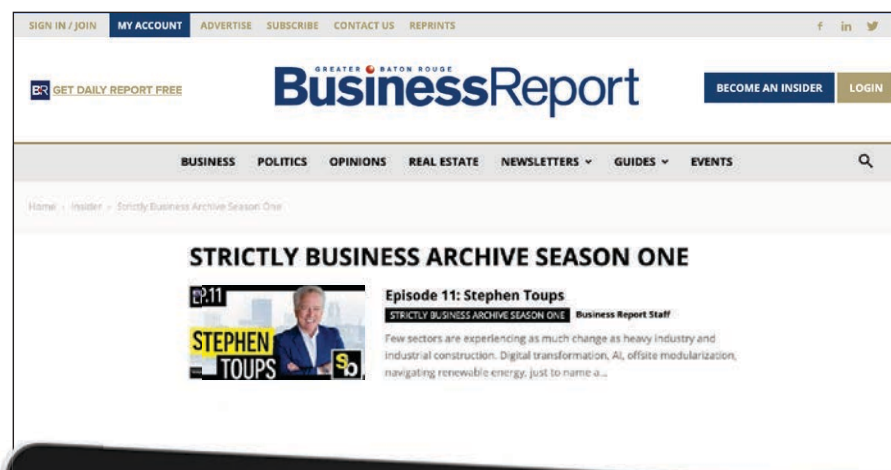 SIGN IN / JOIN MY ACCOUNT ADVERTISE SUBSCRIBE CONTACT US REPRINTS
GREATER BATON ROUGE
BR GET DAILY REPORT FREE BusinessReport BECOME AN INSIDER LOGIN
BUSINESS POLITICS OPINIONS REAL ESTATE NEWSLETTERS GUIDES EVENTS
Home › Insider › Strictly Business Archive Season One
STRICTLY BUSINESS ARCHIVE SEASON ONE
EP.11
STEPHEN
TOUPS
Sb
Episode 11: Stephen Toups
STRICTLY BUSINESS ARCHIVE SEASON ONE Business Report Staff
Few sectors are experiencing as much change as heavy industry and
industrial construction. Digital transformation, AI, offsite modularization,
navigating renewable energy, just to name a...